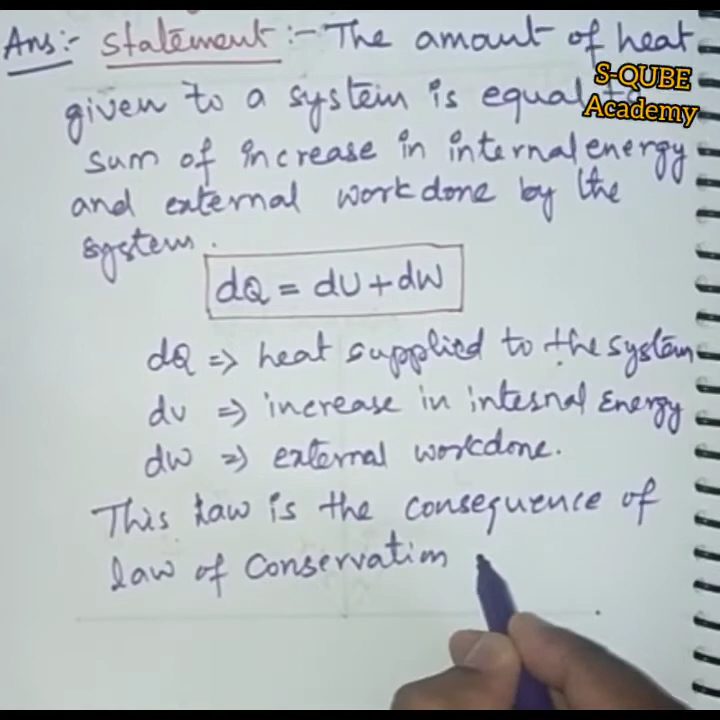 Ans:- Statement:- The amount of heat
given to a system is equal to
sum of increase in internal energy
and external workdone by the
system.
dQ = dU + dW
dQ => heat supplied to the system
dU => increase in internal Energy
dW => external workdone.
This Law is the consequence of
law of Conservation
S-QUBE
Academy